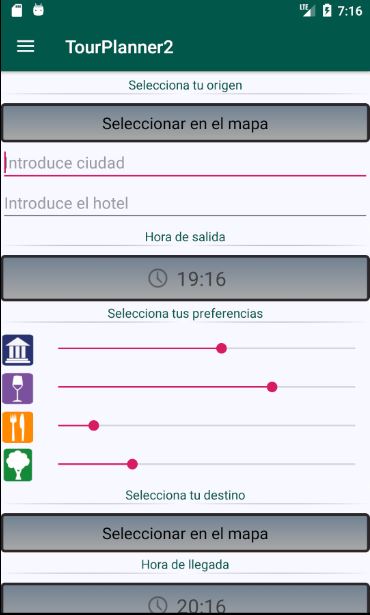 LTE 7:16
TourPlanner2
Selecciona tu origen
Seleccionar en el mapa
Introduce ciudad
Introduce el hotel
Hora de salida
19:16
Selecciona tus preferencias
Selecciona tu destino
Seleccionar en el mapa
Hora de llegada
20:16